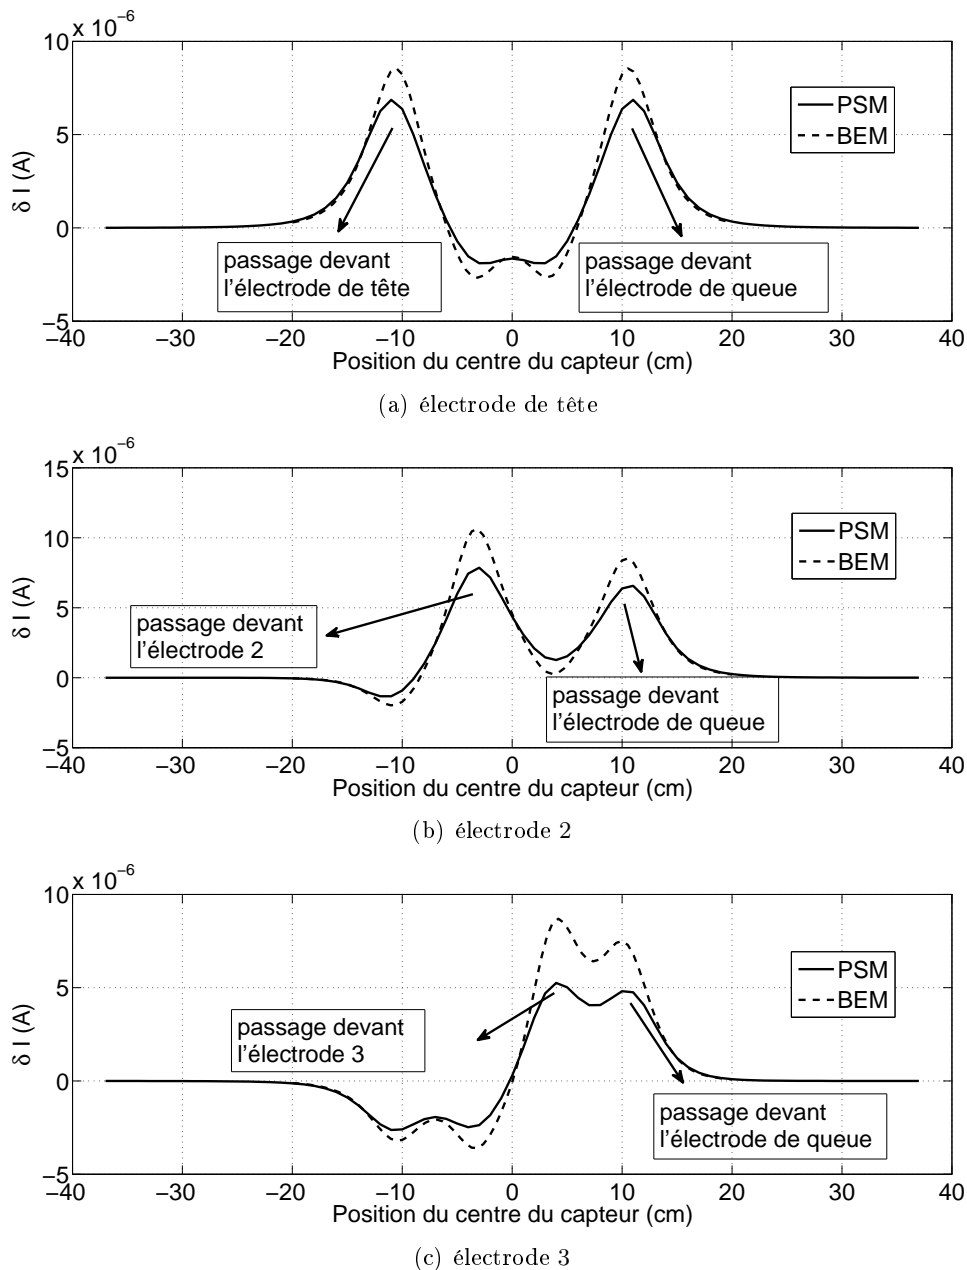 x 10⁻⁶
10
5
0
−5
δ I (A)
PSM
BEM
passage devant
l'électrode de tête
passage devant
l'électrode de queue
−40 −30 −20 −10 0 10 20 30 40
Position du centre du capteur (cm)
(a) électrode de tête
x 10⁻⁶
15
10
5
0
−5
δ I (A)
PSM
BEM
passage devant
l'électrode 2
passage devant
l'électrode de queue
−40 −30 −20 −10 0 10 20 30 40
Position du centre du capteur (cm)
(b) électrode 2
x 10⁻⁶
10
5
0
−5
δ I (A)
PSM
BEM
passage devant
l'électrode 3
passage devant
l'électrode de queue
−40 −30 −20 −10 0 10 20 30 40
Position du centre du capteur (cm)
(c) électrode 3